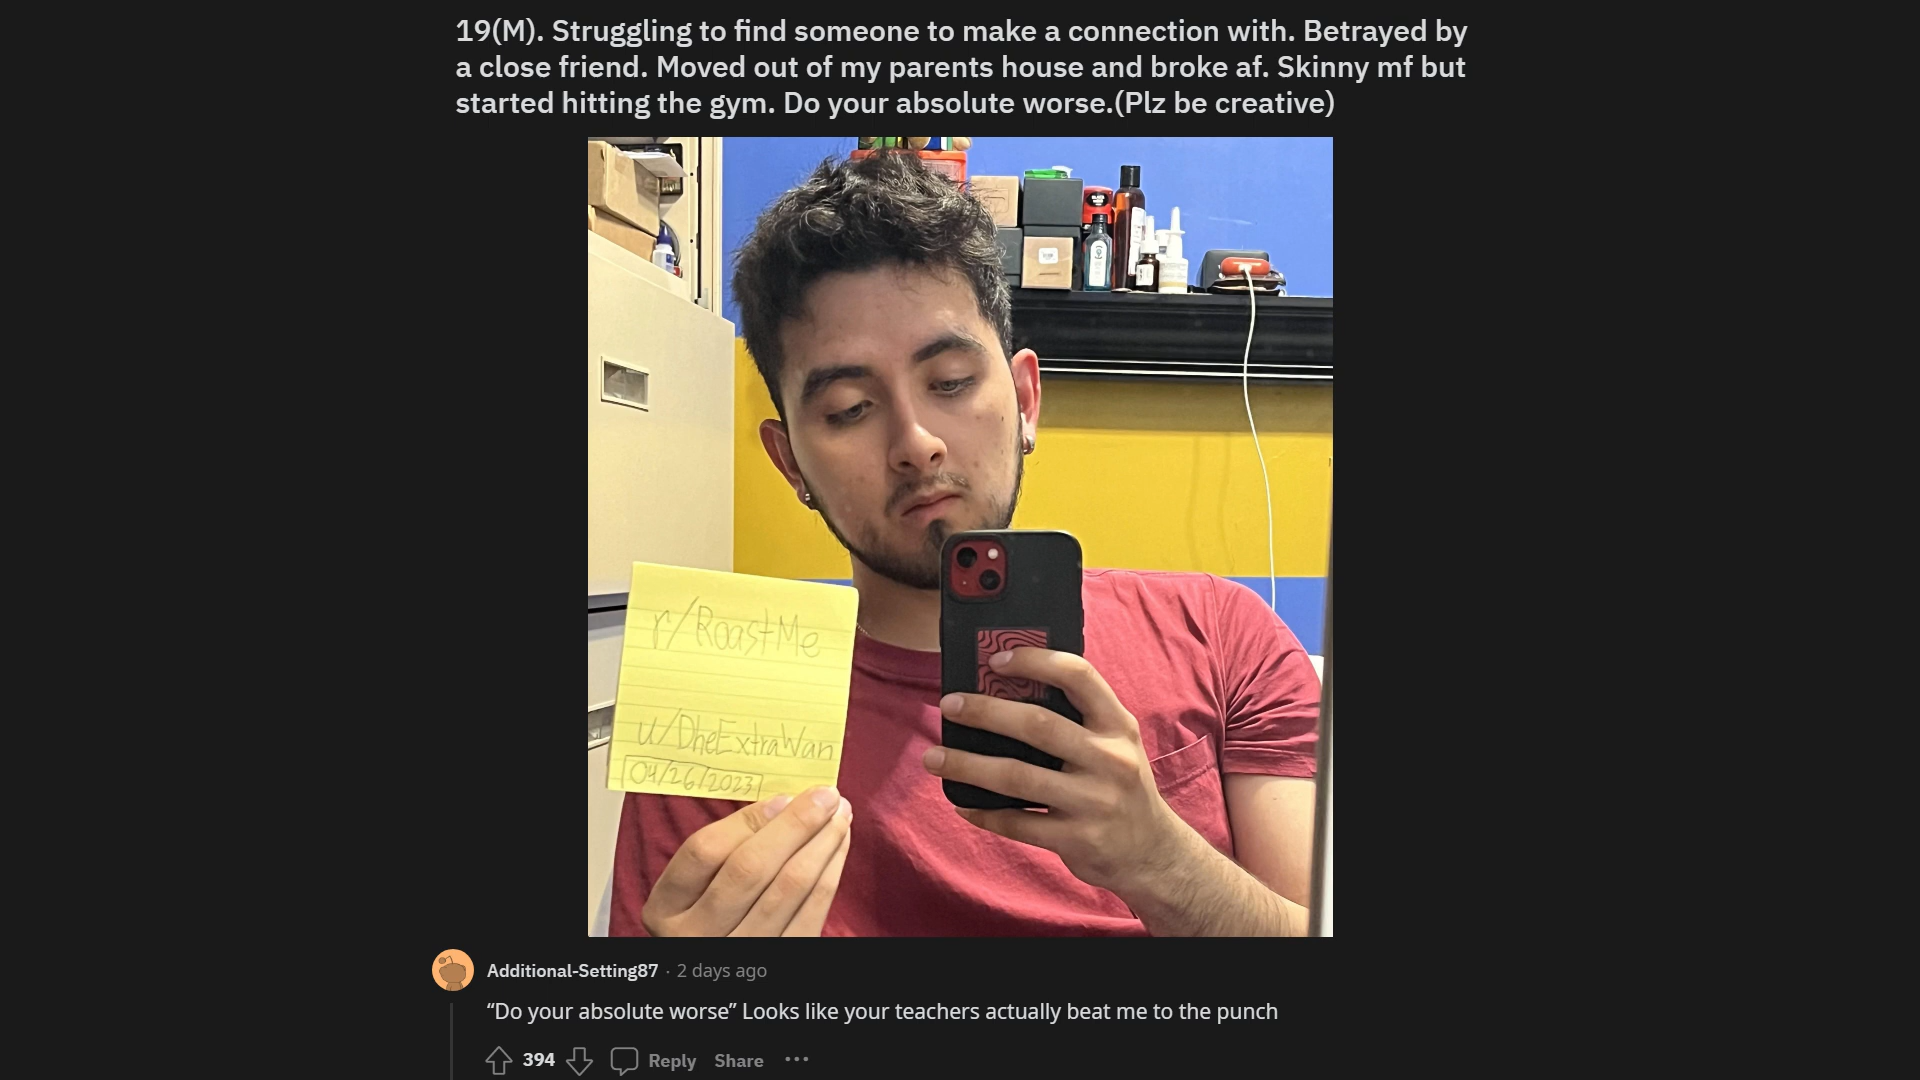 19(M). Struggling to find someone to make a connection with. Betrayed by
a close friend. Moved out of my parents house and broke af. Skinny mf but
started hitting the gym. Do your absolute worse.(Plz be creative)
r/RoastMe
u/DheExtraWan
04/26/2023
Additional-Setting87 · 2 days ago
“Do your absolute worse” Looks like your teachers actually beat me to the punch
394 Reply Share ···